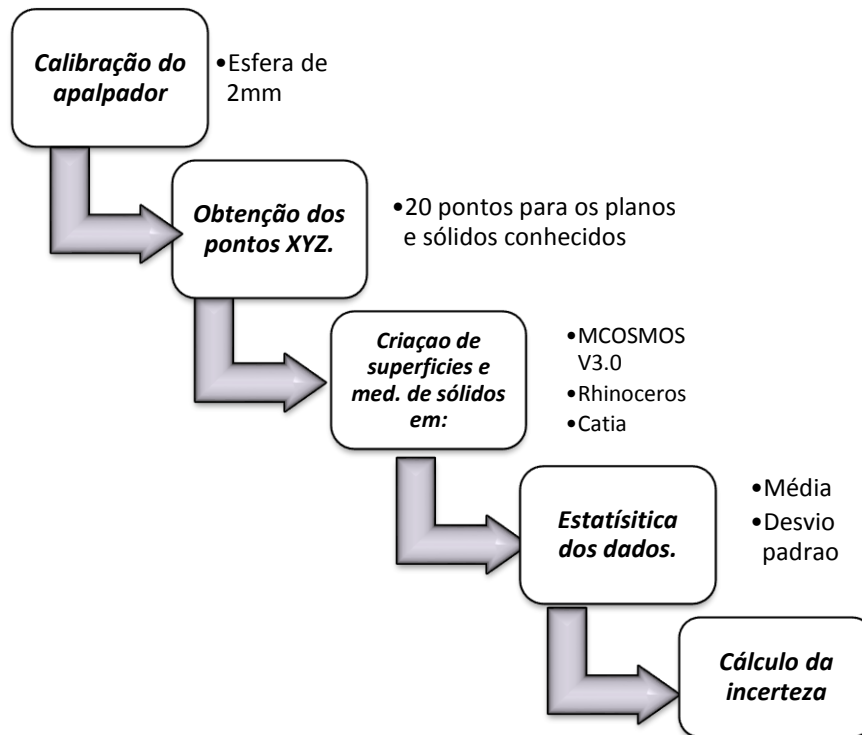 Calibração do
apalpador
•Esfera de
2mm
Obtenção dos
pontos XYZ.
•20 pontos para os planos
e sólidos conhecidos
Criaçao de
superficies e
med. de sólidos
em:
•MCOSMOS
V3.0
•Rhinoceros
•Catia
Estatísitica
dos dados.
•Média
•Desvio
padrao
Cálculo da
incerteza